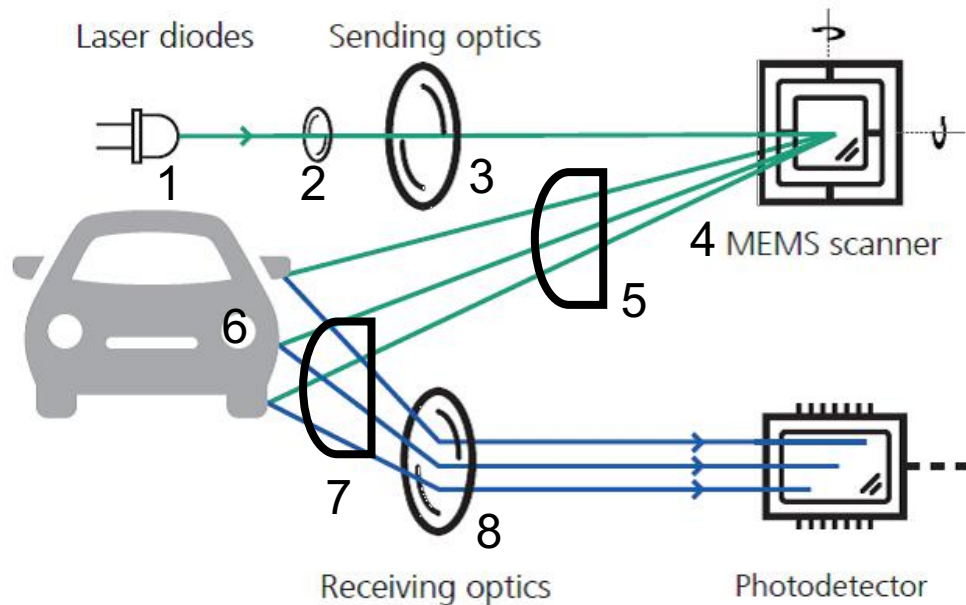 Laser diodes
Sending optics
1
2
3
4 MEMS scanner
5
6
7
8
Receiving optics
Photodetector